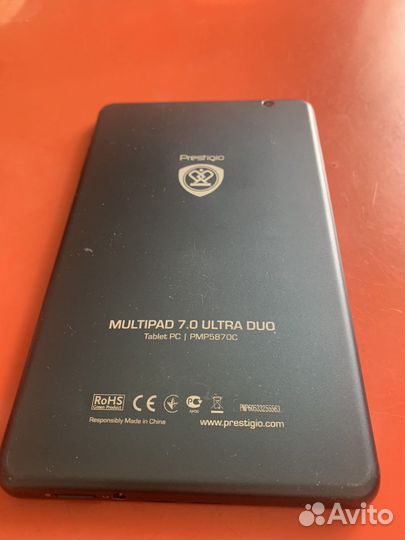 Prestigio
MULTIPAD 7.0 ULTRA DUO
Tablet PC | PMP5870C
RoHS
Green Product
CE
Responsibly Made in China
www.prestigio.com
Avito